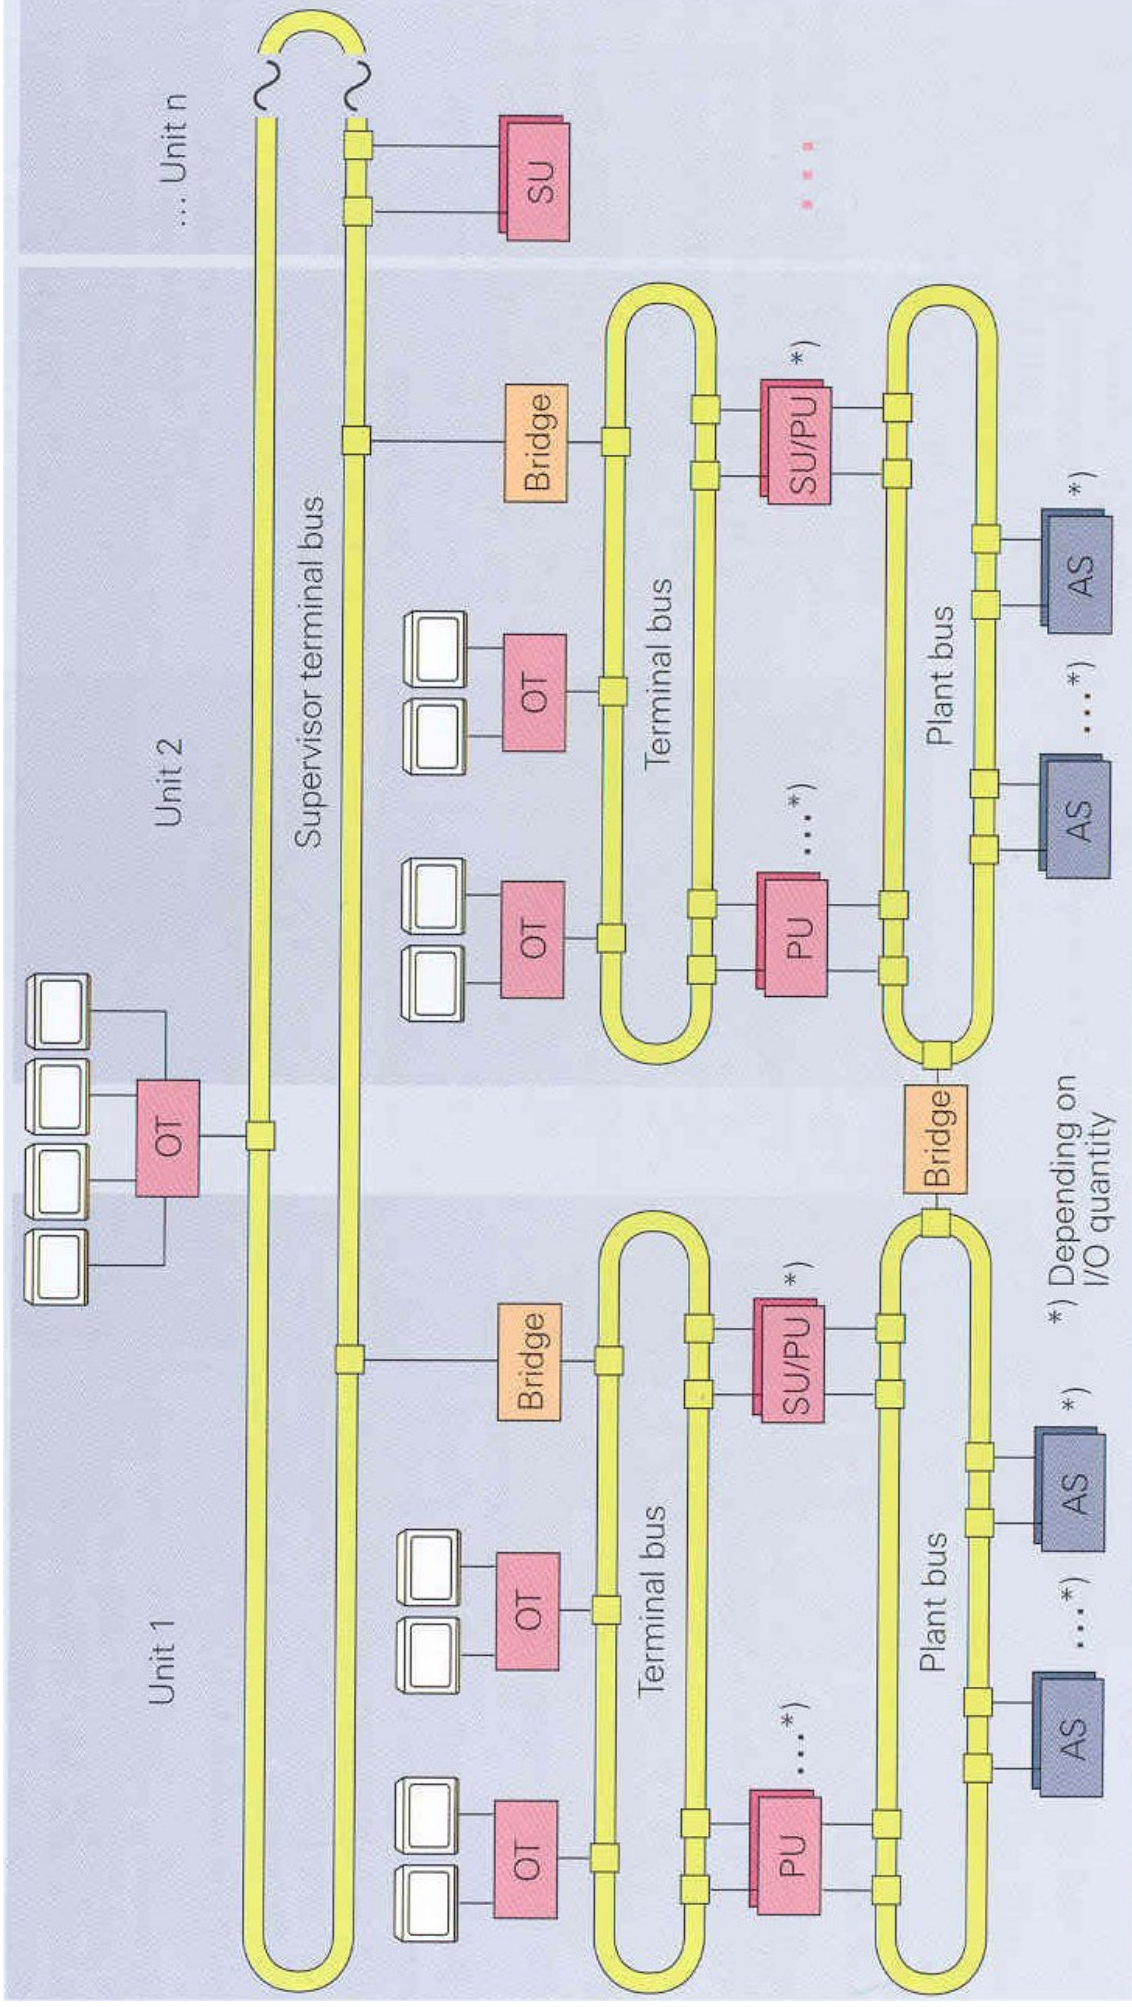 Unit 1
Unit 2
... Unit n
OT
Supervisor terminal bus
Bridge
Bridge
SU
OT
OT
OT
OT
Terminal bus
Terminal bus
PU
...*)
SU/PU
*)
PU
...*)
SU/PU
*)
...
Plant bus
Bridge
Plant bus
AS
...*)
AS
*)
AS
...*)
AS
*)
*) Depending on
I/O quantity